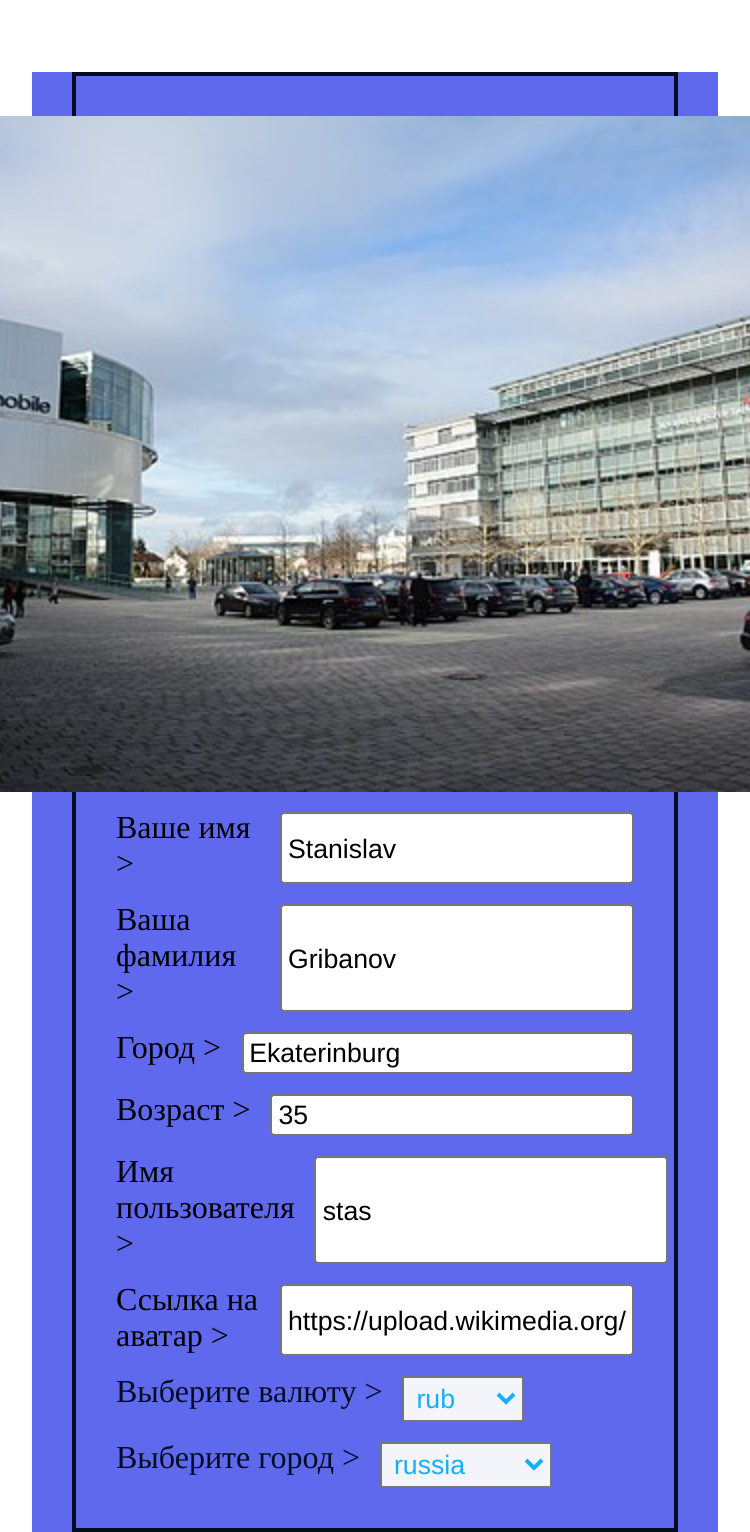 nobile
Ваше имя
>
Stanislav
Ваша
фамилия
>
Gribanov
Город >
Ekaterinburg
Возраст >
35
Имя
пользователя
>
stas
Ссылка на
аватар >
https://upload.wikimedia.org/
Выберите валюту >
rub
Выберите город >
russia